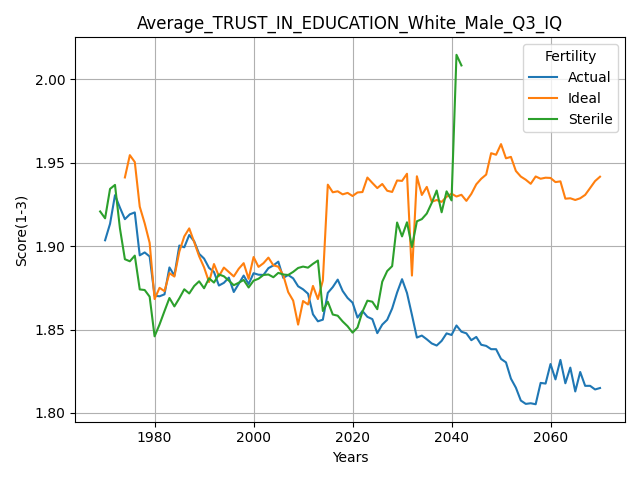 Average_TRUST_IN_EDUCATION_White_Male_Q3_IQ
Score(1-3)
2.00
1.95
1.90
1.85
1.80
Fertility
Actual
Ideal
Sterile
1980 2000 2020 2040 2060
Years